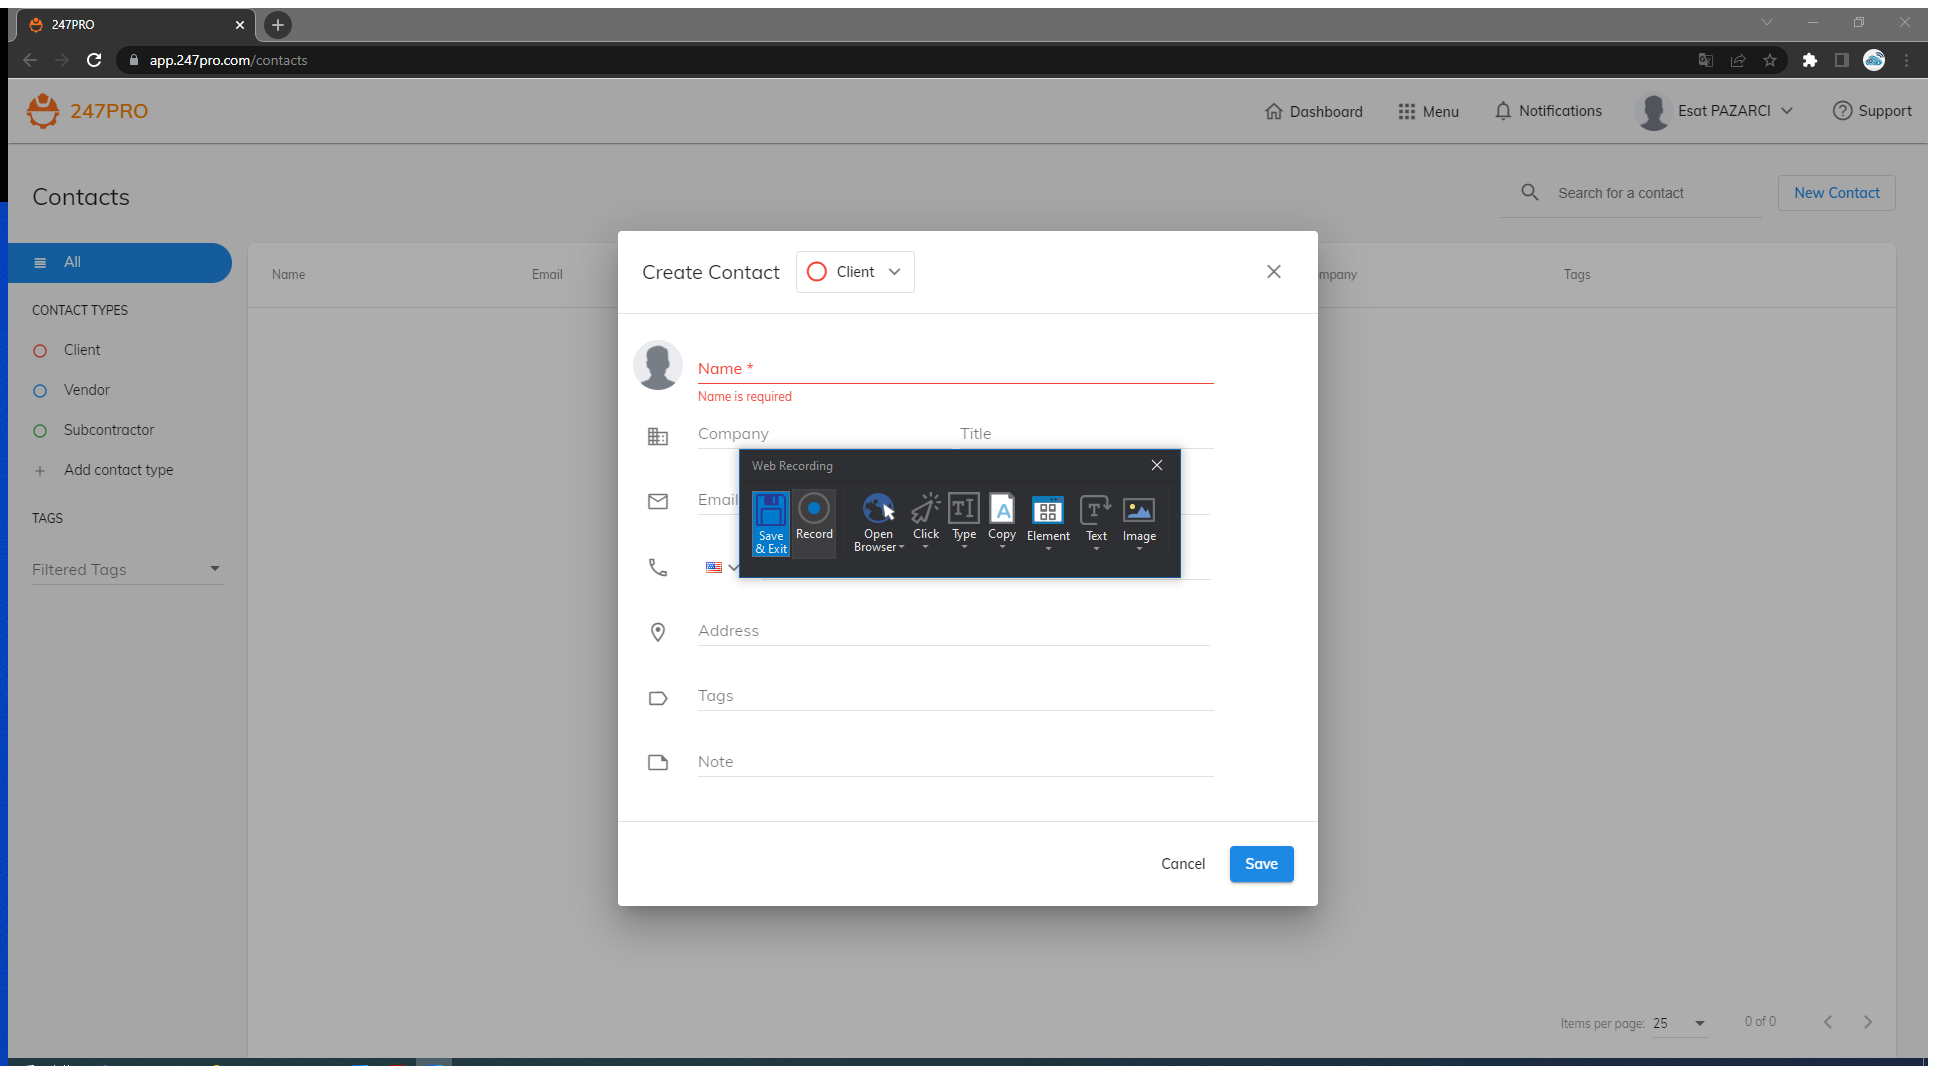 247PRO
app.247pro.com/contacts
247PRO
Dashboard
Menu
Notifications
Esat PAZARCI
Support
Contacts
Search for a contact
New Contact
All
CONTACT TYPES
Client
Vendor
Subcontractor
Add contact type
TAGS
Filtered Tags
Name
Email
mpany
Tags
Create Contact
Client
Name *
Name is required
Company
Title
Email
Address
Tags
Note
Cancel
Save
Web Recording
Save & Exit
Record
Open Browser
Click
Type
Copy
Element
Text
Image
Items per page: 25
0 of 0